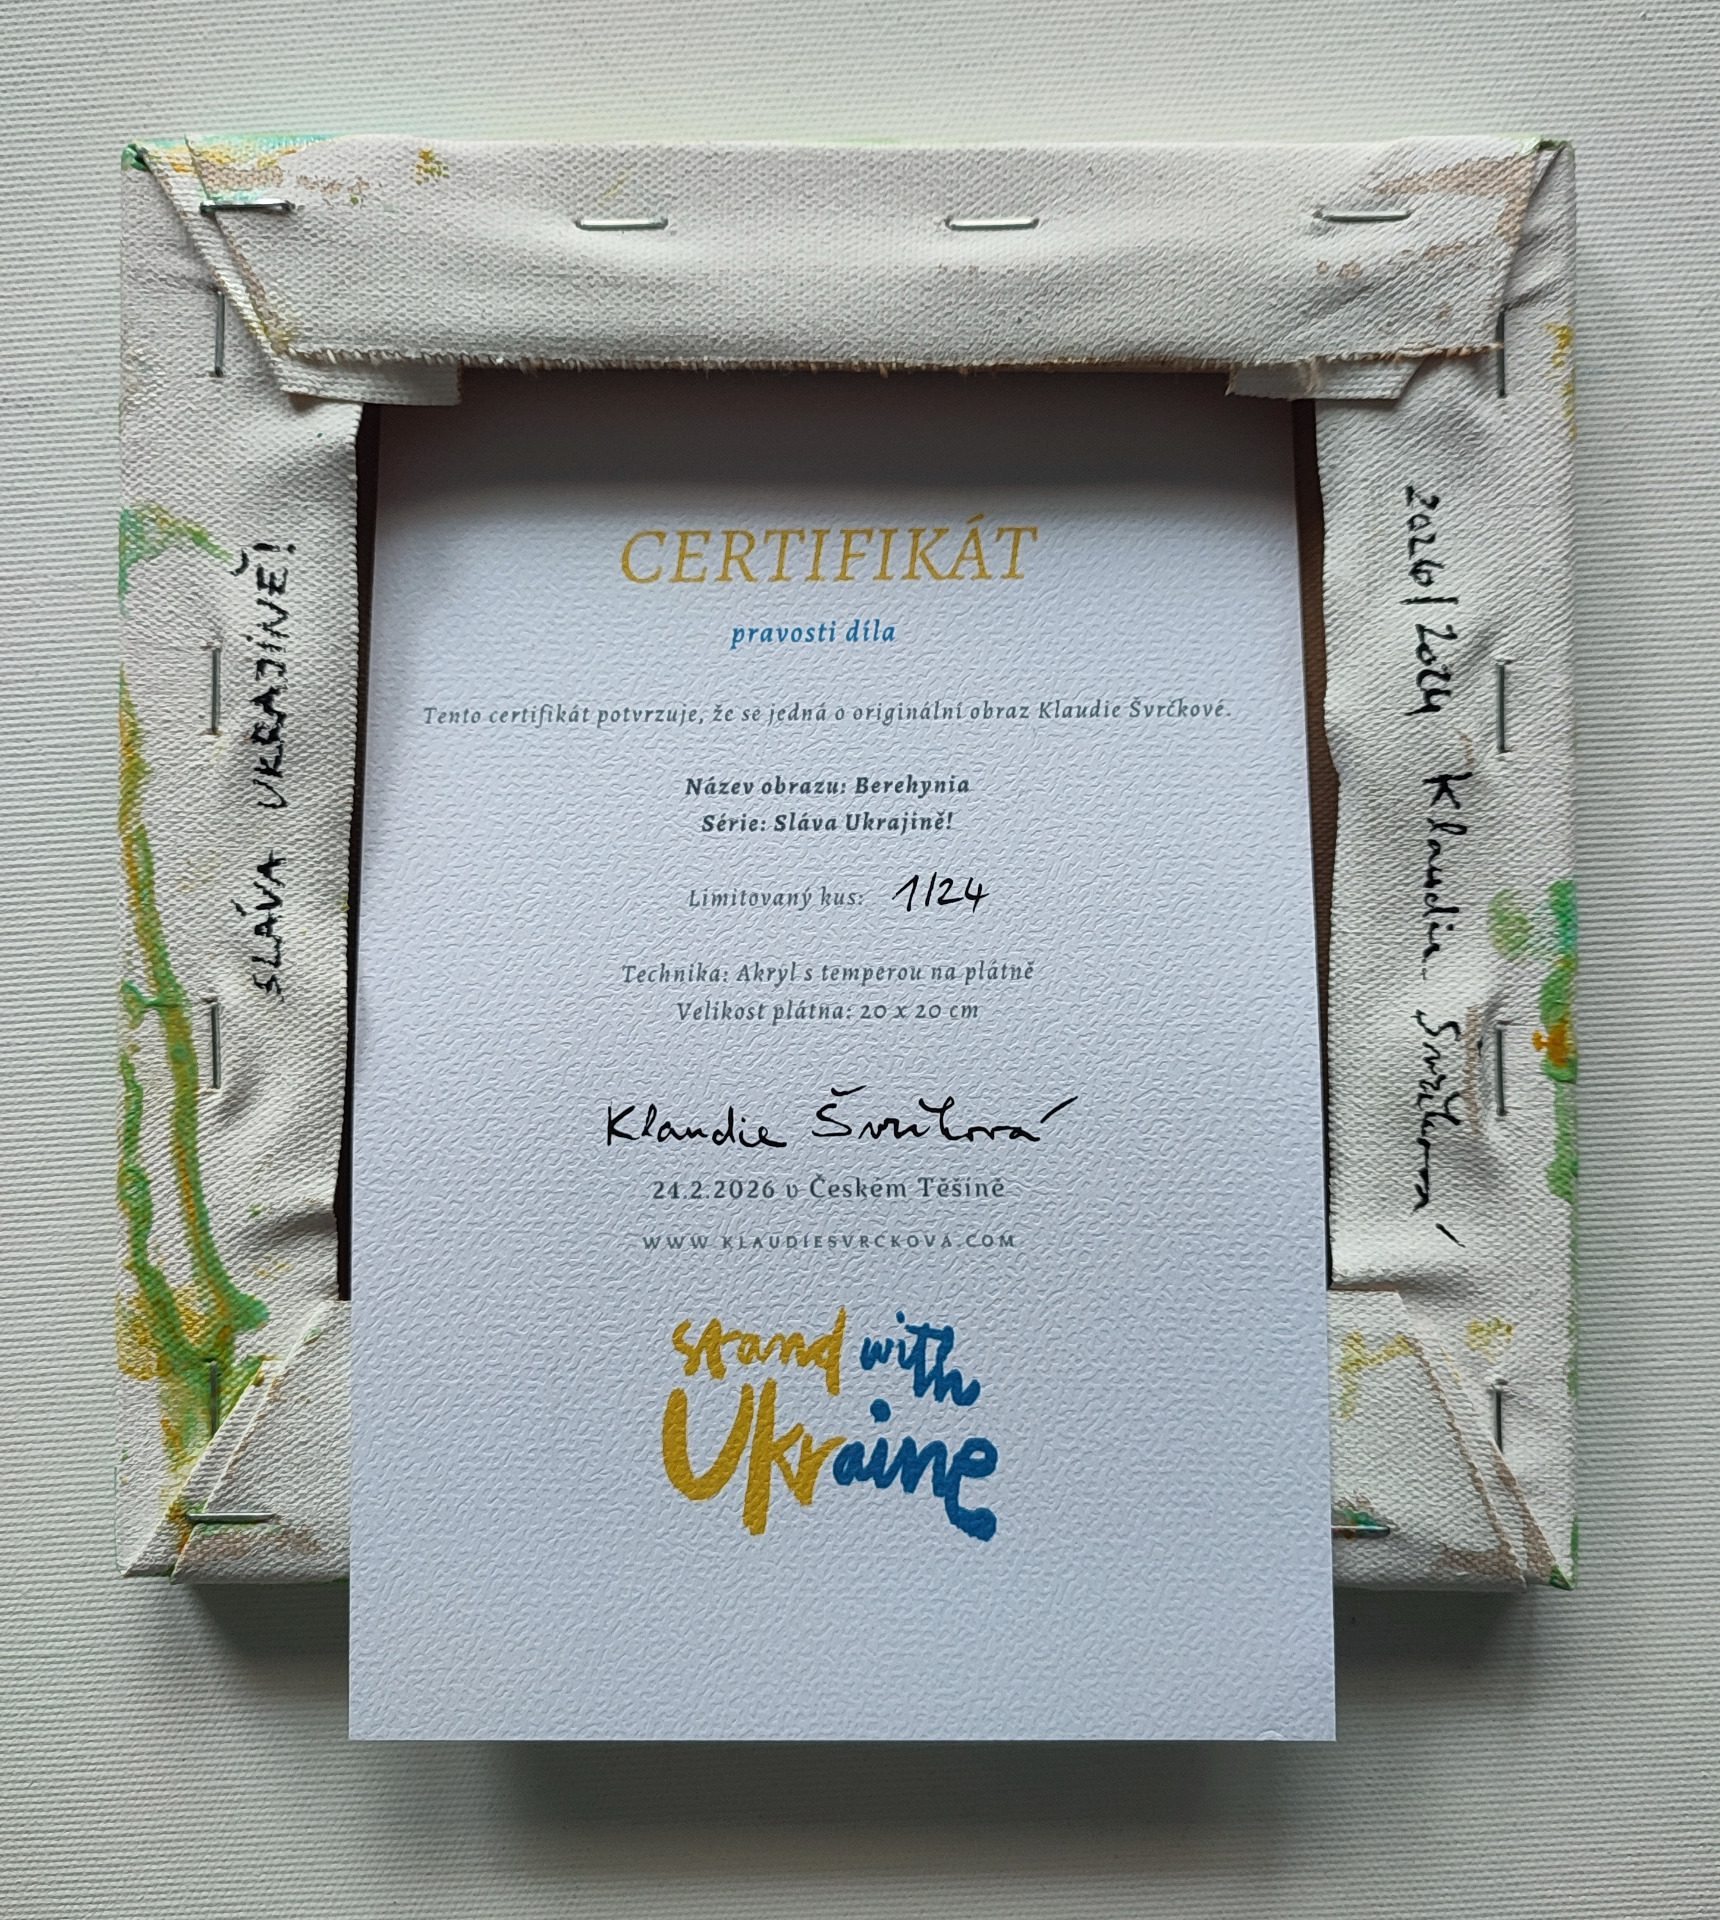 SLÁVA UKRAJINĚ!
CERTIFIKÁT
pravosti díla
Tento certifikát potvrzuje, že se jedná o originální obraz Klaudie Švrčkové.
Název obrazu: Berehynia
Série: Sláva Ukrajině!
Limitovaný kus: 1/24
Technika: Akryl s temperou na plátně
Velikost plátna: 20 x 20 cm
Klaudie Švrčková
24.2.2026 v Českém Těšíně
WWW.KLAUDIESVRCKOVA.COM
stand with
Ukraine
2026/2024 Klaudie Švrčková